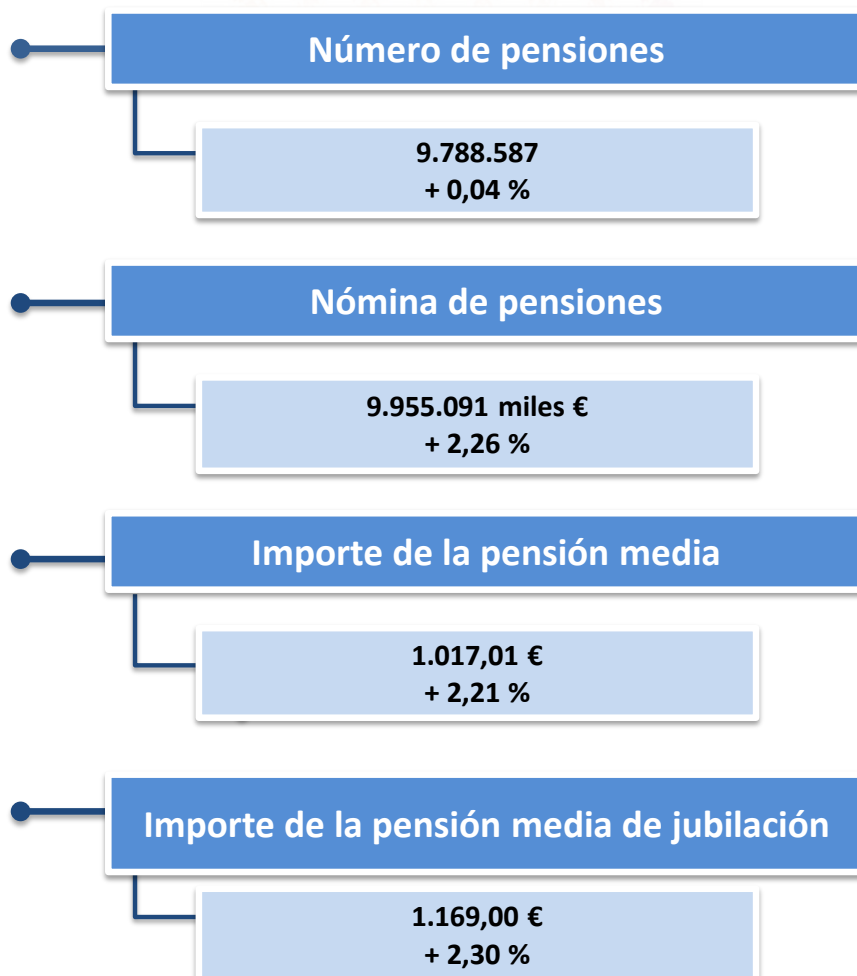 Número de pensiones
9.788.587
+ 0,04 %
Nómina de pensiones
9.955.091 miles €
+ 2,26 %
Importe de la pensión media
1.017,01 €
+ 2,21 %
Importe de la pensión media de jubilación
1.169,00 €
+ 2,30 %